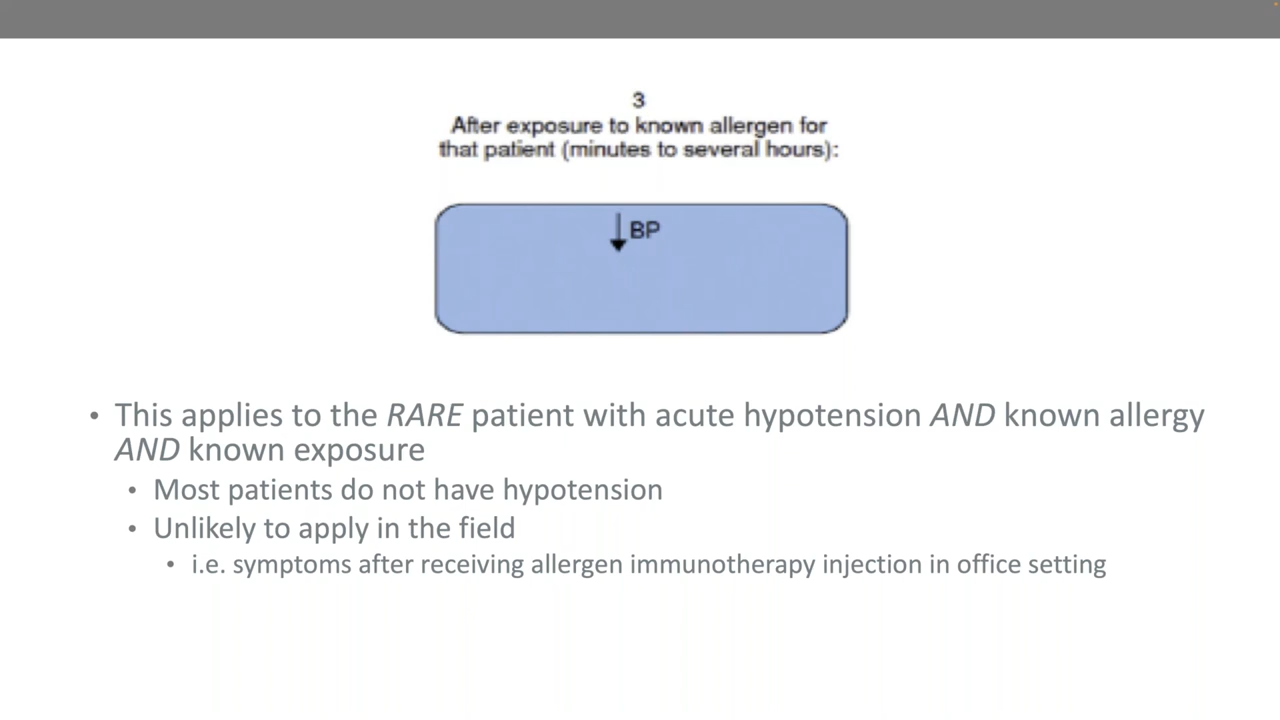 3
After exposure to known allergen for
that patient (minutes to several hours):
↓ BP
• This applies to the RARE patient with acute hypotension AND known allergy
AND known exposure
• Most patients do not have hypotension
• Unlikely to apply in the field
• i.e. symptoms after receiving allergen immunotherapy injection in office setting